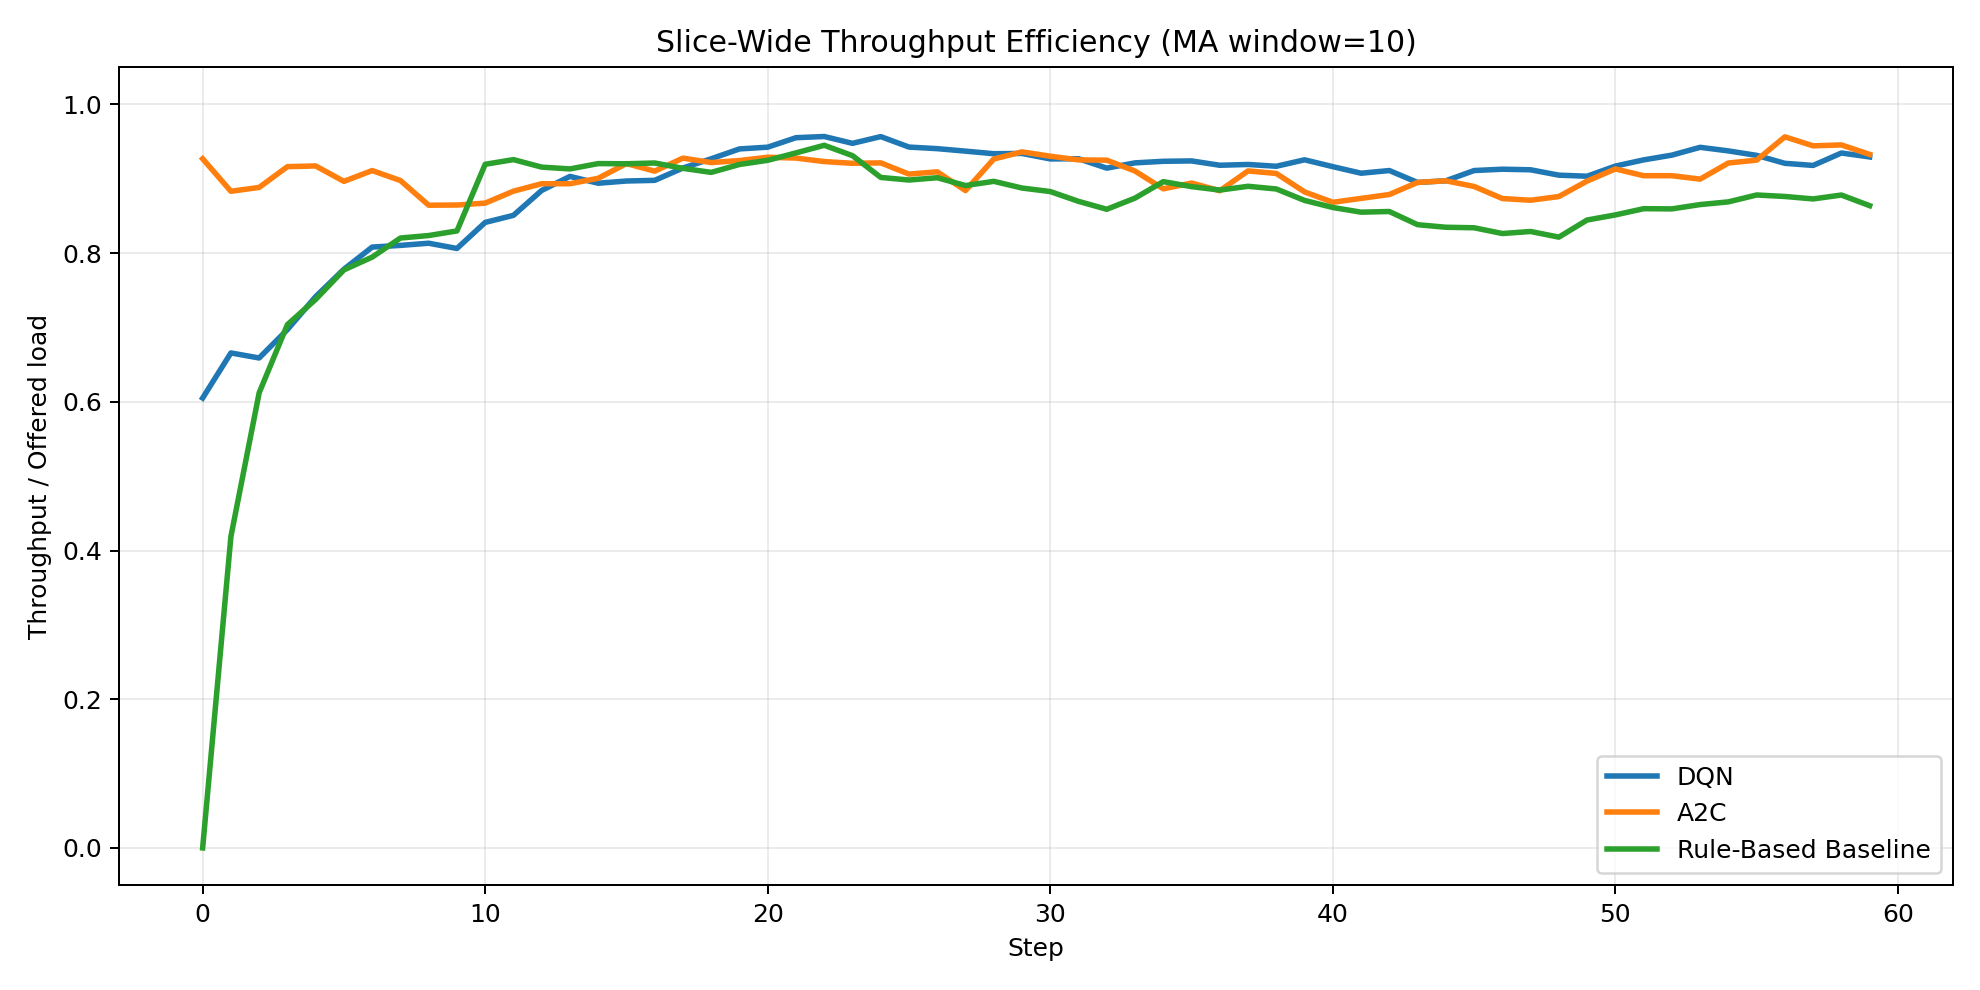 Slice-Wide Throughput Efficiency (MA window=10)
Throughput / Offered load
1.0
0.8
0.6
0.4
0.2
0.0
0
10
20
30
40
50
60
Step
DQN
A2C
Rule-Based Baseline